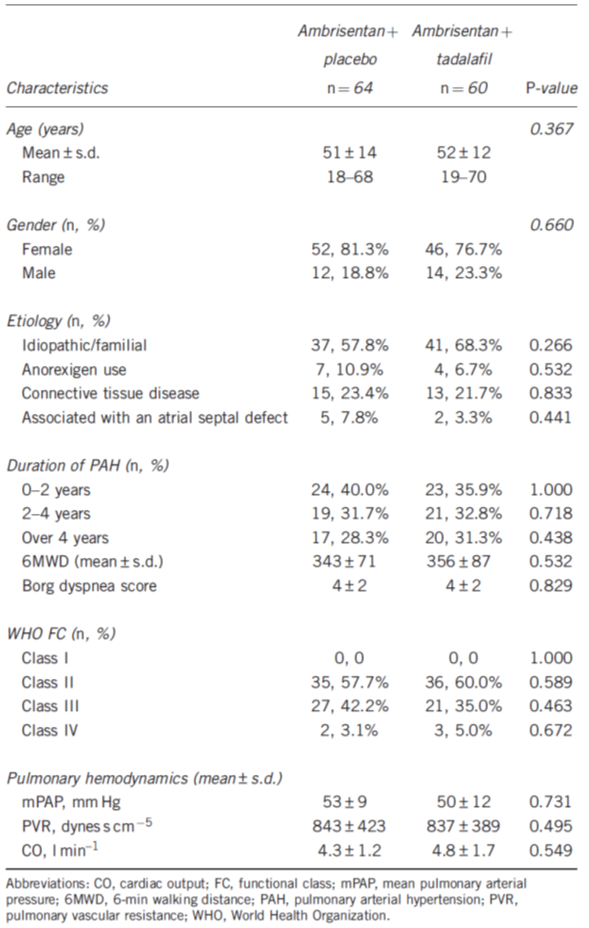 Ambrisentan+ Ambrisentan+
placebo tadalafil
Characteristics n=64 n=60 P-value
Age (years) 0.367
Mean±s.d. 51±14 52±12
Range 18–68 19–70
Gender (n, %) 0.660
Female 52, 81.3% 46, 76.7%
Male 12, 18.8% 14, 23.3%
Etiology (n, %)
Idiopathic/familial 37, 57.8% 41, 68.3% 0.266
Anorexigen use 7, 10.9% 4, 6.7% 0.532
Connective tissue disease 15, 23.4% 13, 21.7% 0.833
Associated with an atrial septal defect 5, 7.8% 2, 3.3% 0.441
Duration of PAH (n, %)
0–2 years 24, 40.0% 23, 35.9% 1.000
2–4 years 19, 31.7% 21, 32.8% 0.718
Over 4 years 17, 28.3% 20, 31.3% 0.438
6MWD (mean±s.d.) 343±71 356±87 0.532
Borg dyspnea score 4±2 4±2 0.829
WHO FC (n, %)
Class I 0, 0 0, 0 1.000
Class II 35, 57.7% 36, 60.0% 0.589
Class III 27, 42.2% 21, 35.0% 0.463
Class IV 2, 3.1% 3, 5.0% 0.672
Pulmonary hemodynamics (mean±s.d.)
mPAP, mm Hg 53±9 50±12 0.731
PVR, dynes s cm⁻⁵ 843±423 837±389 0.495
CO, l min⁻¹ 4.3±1.2 4.8±1.7 0.549
Abbreviations: CO, cardiac output; FC, functional class; mPAP, mean pulmonary arterial
pressure; 6MWD, 6-min walking distance; PAH, pulmonary arterial hypertension; PVR,
pulmonary vascular resistance; WHO, World Health Organization.